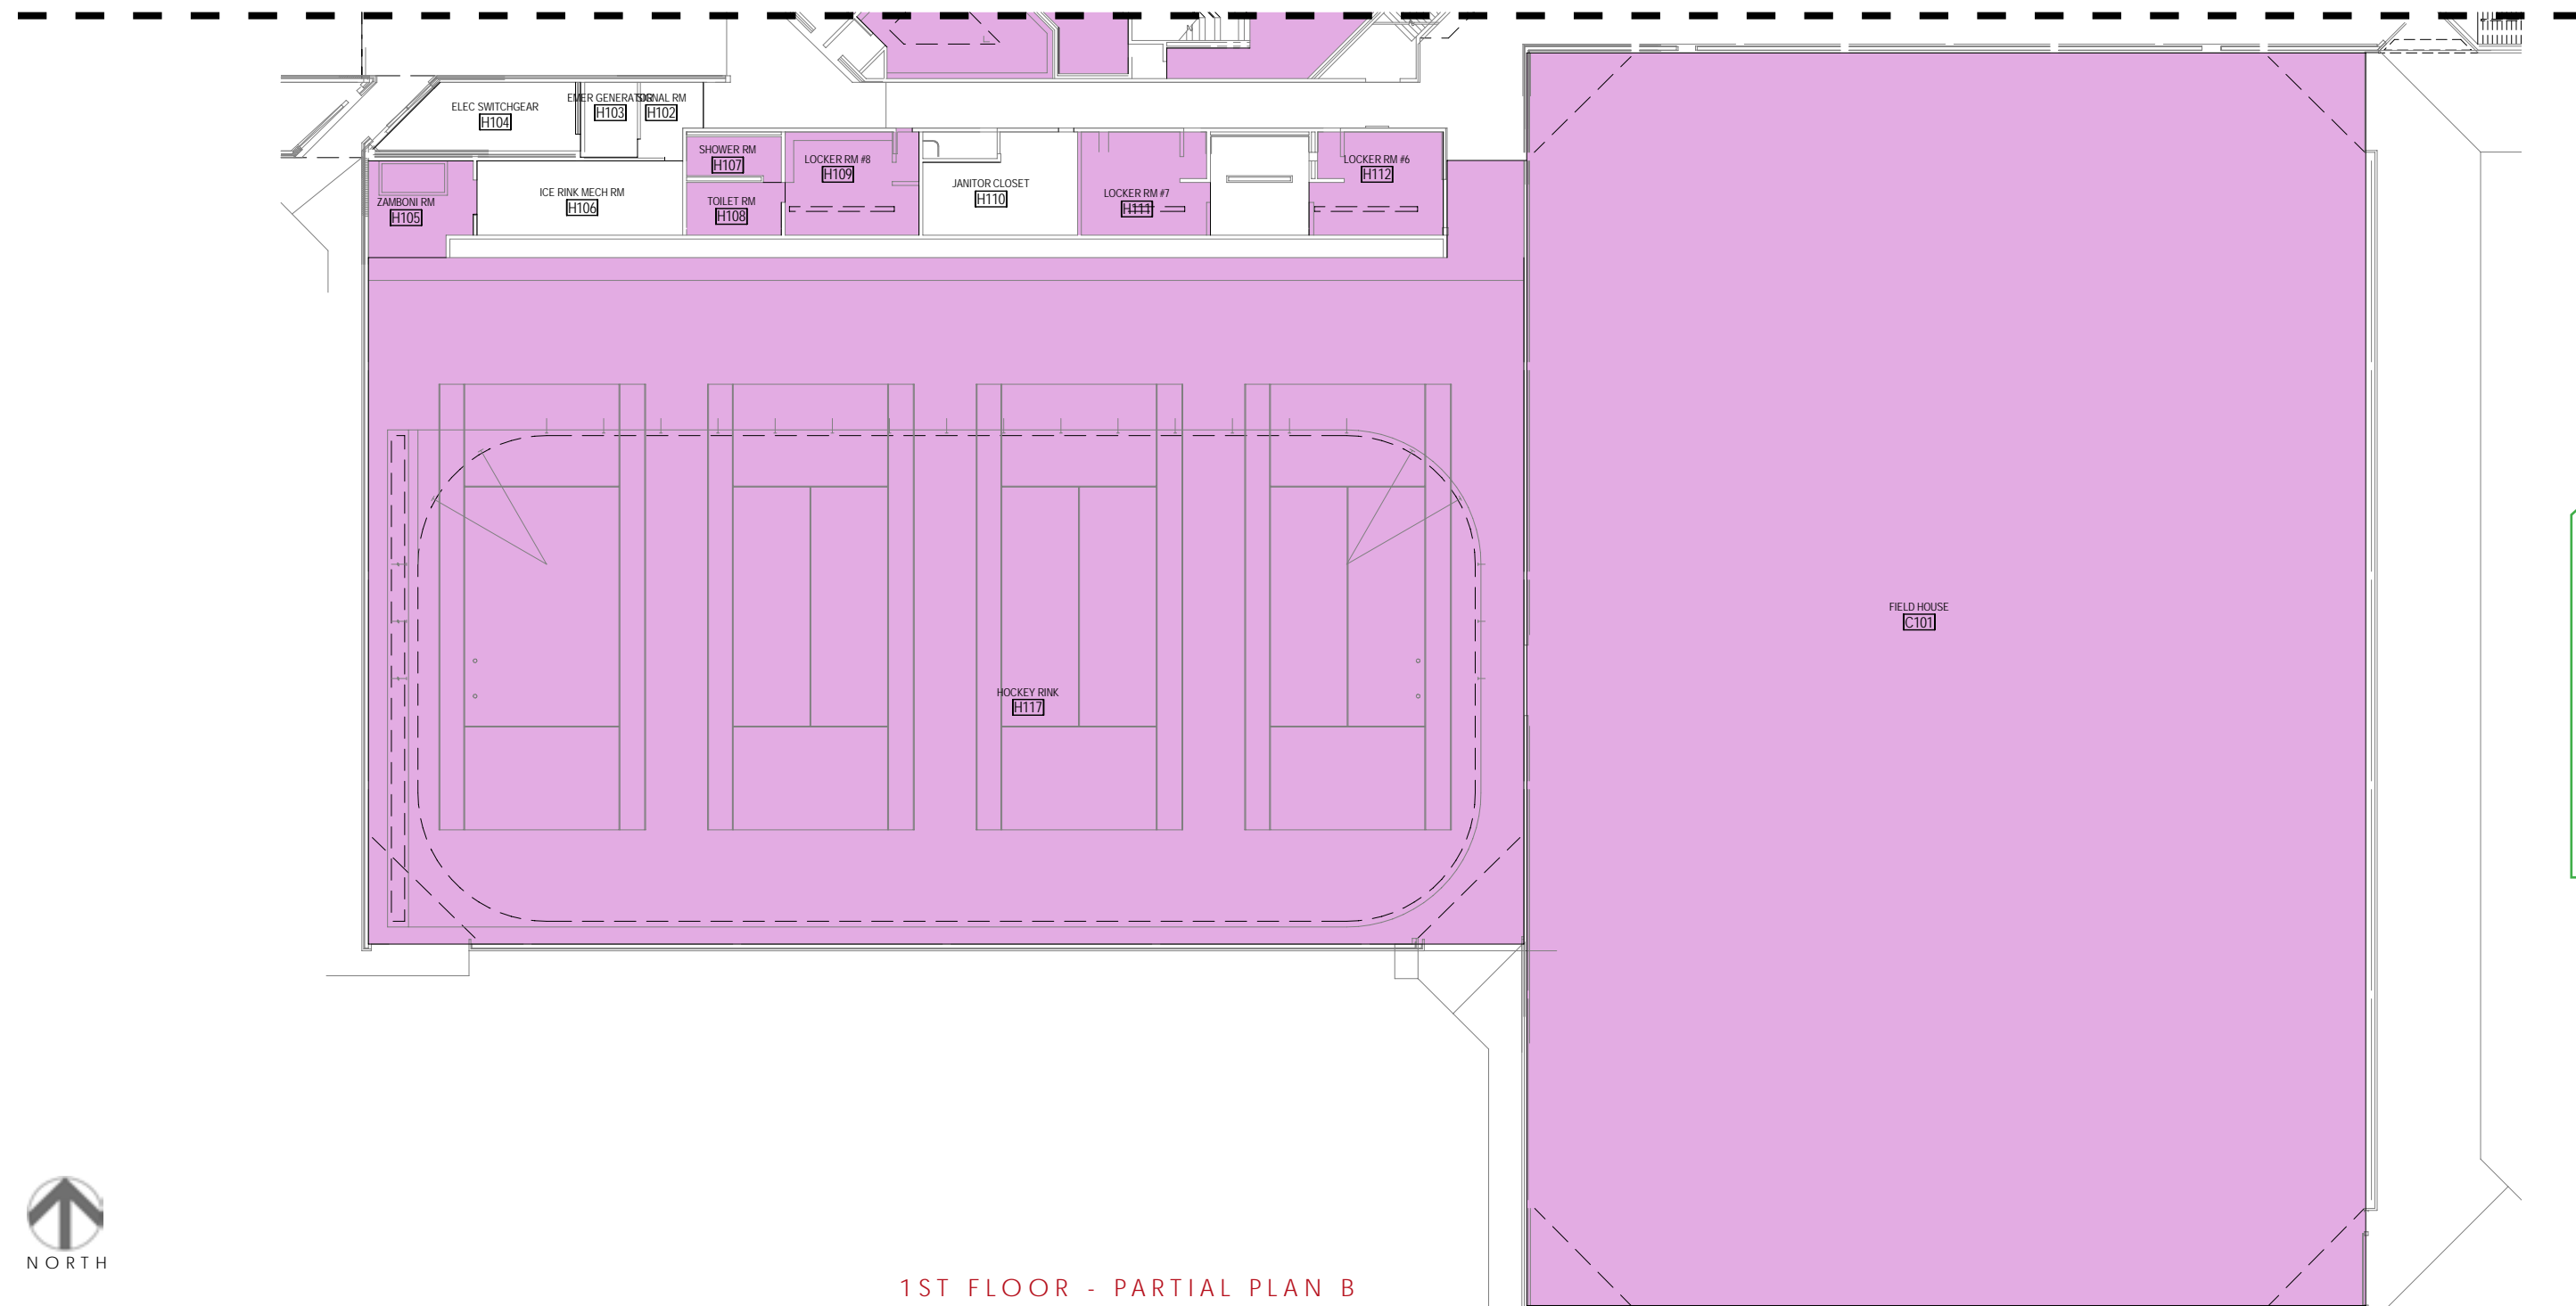 ELEC SWITCHGEAR
H104
EMER GENERATOR
H103
SIGNAL RM
H102
SHOWER RM
H107
LOCKER RM #8
H109
LOCKER RM #6
H112
ZAMBONI RM
H105
ICE RINK MECH RM
H106
TOILET RM
H108
JANITOR CLOSET
H110
LOCKER RM #7
H111
FIELD HOUSE
C101
HOCKEY RINK
H117
NORTH
1ST FLOOR - PARTIAL PLAN B